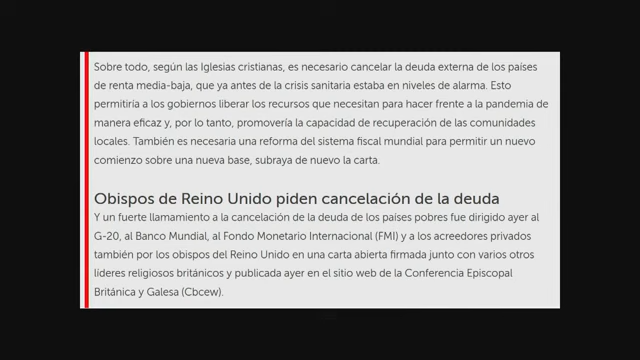 Sobre todo, según las Iglesias cristianas, es necesario cancelar la deuda externa de los países
de renta media-baja, que ya antes de la crisis sanitaria estaba en niveles de alarma. Esto
permitiría a los gobiernos liberar los recursos que necesitan para hacer frente a la pandemia de
manera eficaz y, por lo tanto, promovería la capacidad de recuperación de las comunidades
locales. También es necesaria una reforma del sistema fiscal mundial para permitir un nuevo
comienzo sobre una nueva base, subraya de nuevo la carta.
Obispos de Reino Unido piden cancelación de la deuda
Y un fuerte llamamiento a la cancelación de la deuda de los países pobres fue dirigido ayer al
G-20, al Banco Mundial, al Fondo Monetario Internacional (FMI) y a los acreedores privados
también por los obispos del Reino Unido en una carta abierta firmada junto con varios otros
líderes religiosos británicos y publicada ayer en el sitio web de la Conferencia Episcopal
Británica y Galesa (Cbcew).